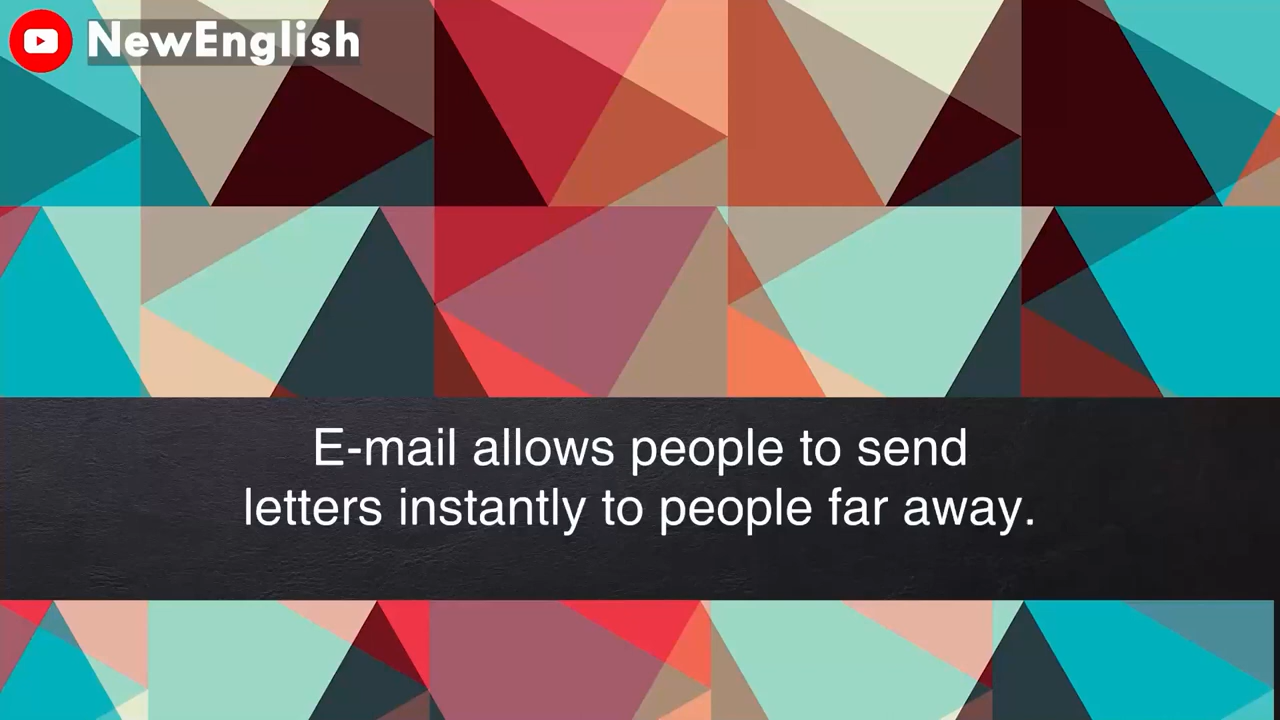 NewEnglish
E-mail allows people to send
letters instantly to people far away.